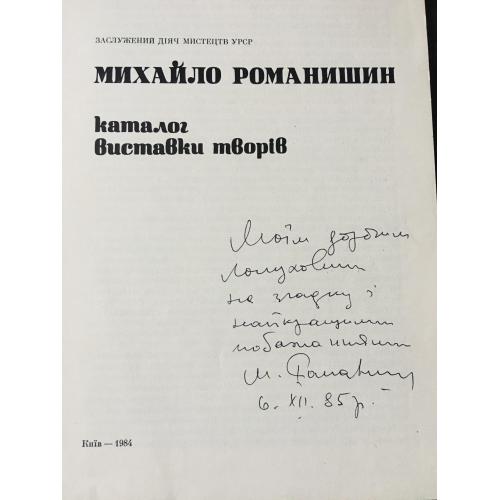 ЗАСЛУЖЕНИЙ ДІЯЧ МИСТЕЦТВ УРСР
МИХАЙЛО РОМАНИШИН
каталог
виставки творів
Моїм добрим
на згадку з
найкращими
побажаннями
М. Романишин
6. XII. 85 р.
Київ — 1984